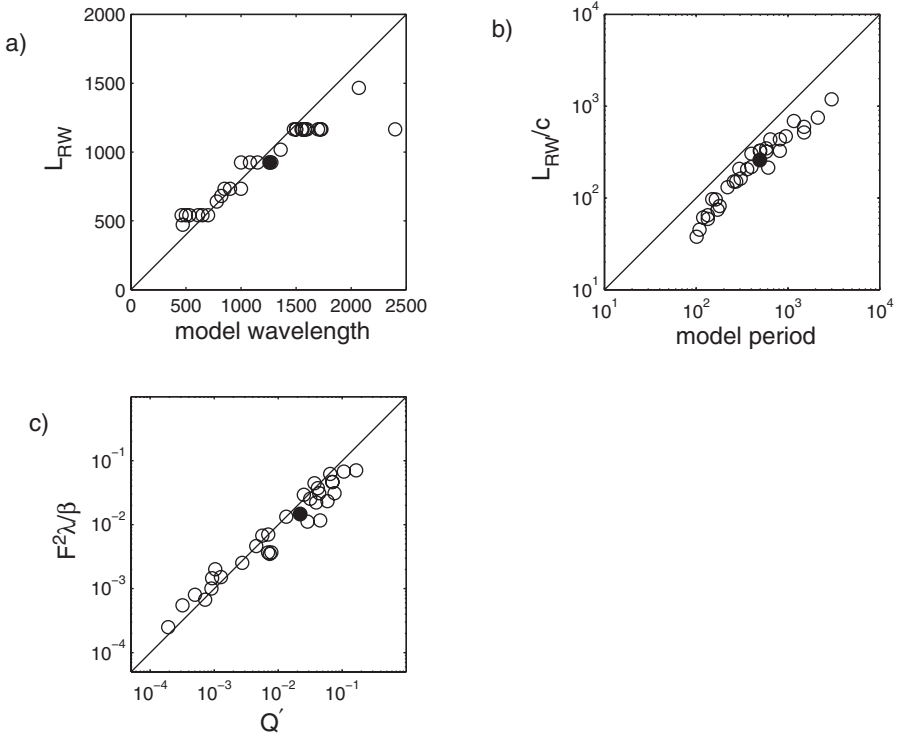 a)
L_RW
2000
1500
1000
500
0
0 500 1000 1500 2000 2500
model wavelength
b)
L_RW/c
10^4
10^3
10^2
10^1
10^1 10^2 10^3 10^4
model period
c)
F^2λ/β
10^−1
10^−2
10^−3
10^−4
10^−4 10^−3 10^−2 10^−1
Q′